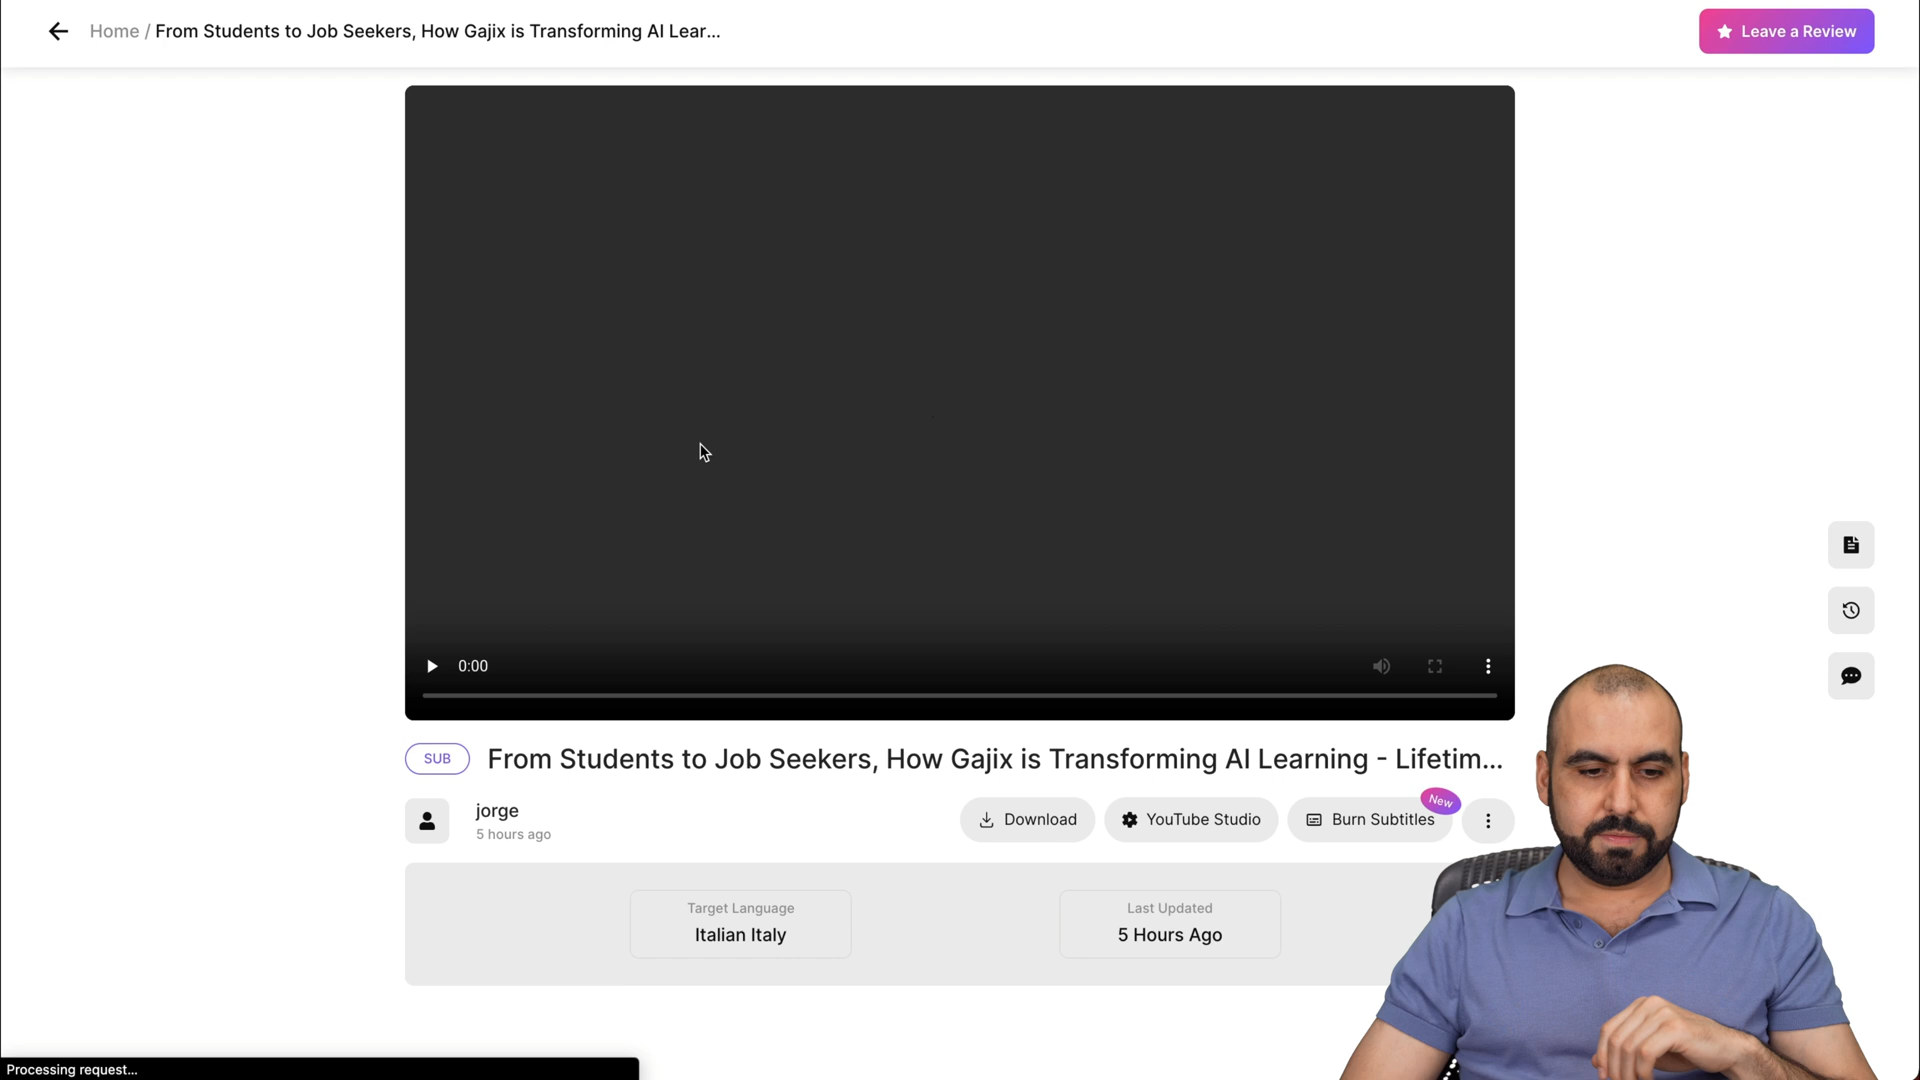 Home / From Students to Job Seekers, How Gajix is Transforming AI Lear...
Leave a Review
0:00
SUB
From Students to Job Seekers, How Gajix is Transforming AI Learning - Lifetim...
jorge
5 hours ago
Download
YouTube Studio
Burn Subtitles
New
Target Language
Italian Italy
Last Updated
5 Hours Ago
Processing request...